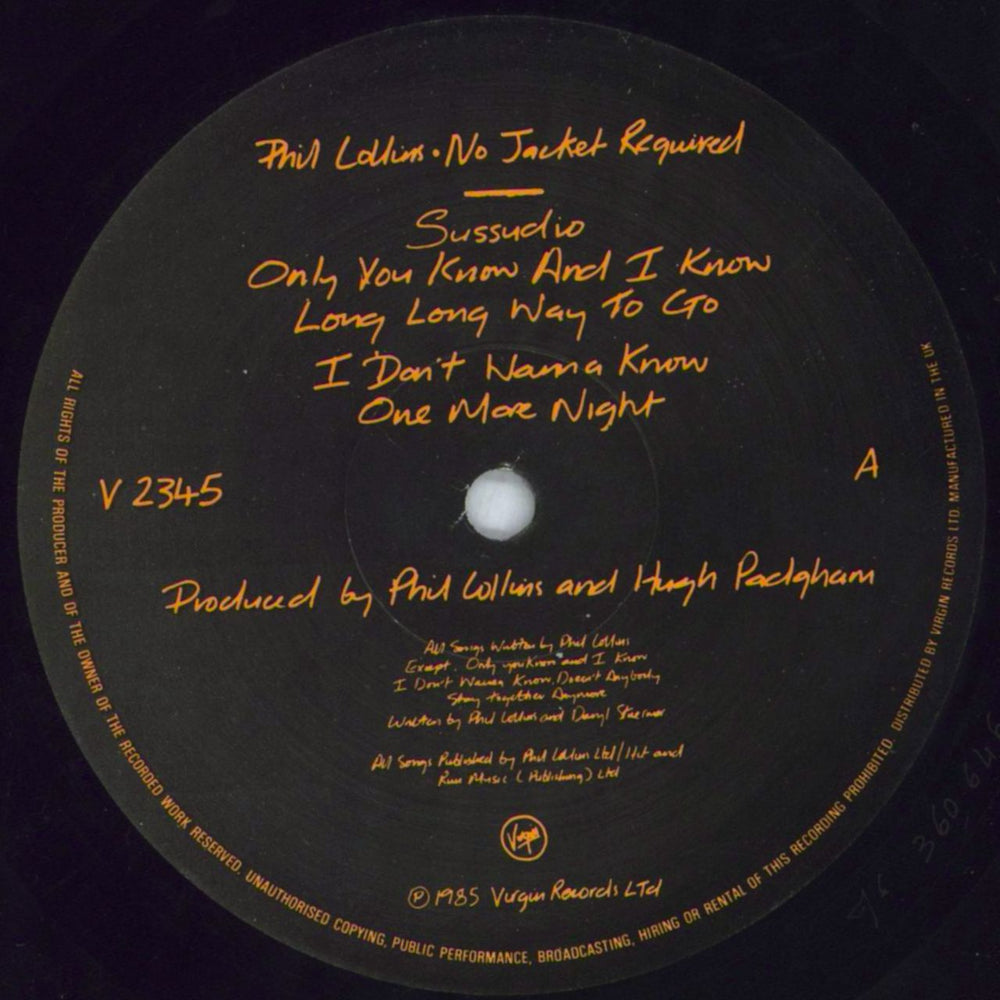 Phil Collins • No Jacket Required
Sussudio
Only You Know And I Know
Long Long Way To Go
I Don't Wanna Know
One More Night
V 2345
A
Produced by Phil Collins and Hugh Padgham
All Songs Written by Phil Collins
Except. Only you Know and I Know
I Don't Wanna Know, Doesn't Anybody
Stay together Anymore
Written by Phil Collins and Daryl Stuermer
All Songs Published by Phil Collins Ltd/Hit and
Run Music (Publishing) Ltd
Virgin
℗ 1985 Virgin Records LTd
ALL RIGHTS OF THE PRODUCER AND OF THE OWNER OF THE RECORDED WORK RESERVED. UNAUTHORISED COPYING, PUBLIC PERFORMANCE, BROADCASTING, HIRING OR RENTAL OF THIS RECORDING PROHIBITED. DISTRIBUTED BY VIRGIN RECORDS LTD. MANUFACTURED IN THE UK